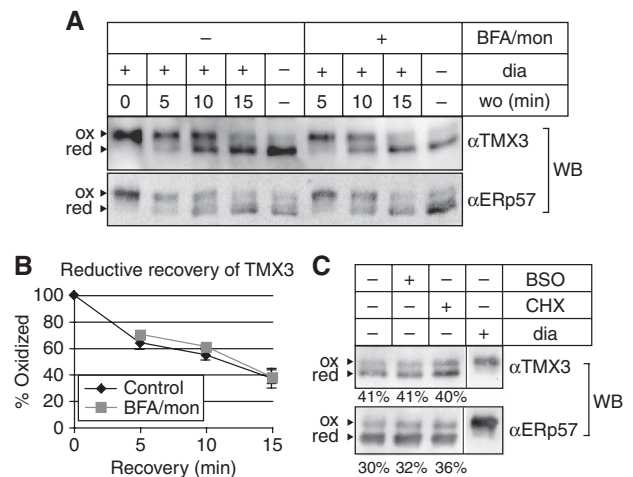 A
– + BFA/mon
+ + + + – + + + – dia
0 5 10 15 – 5 10 15 – wo (min)
ox
red
αTMX3
ox
red
αERp57
WB
B
Reductive recovery of TMX3
% Oxidized
100
80
60
40
20
0
Control
BFA/mon
0 5 10 15
Recovery (min)
C
– + – BSO
– – + CHX
– – – + dia
ox
red
αTMX3
41% 41% 40%
ox
red
αERp57
30% 32% 36%
WB